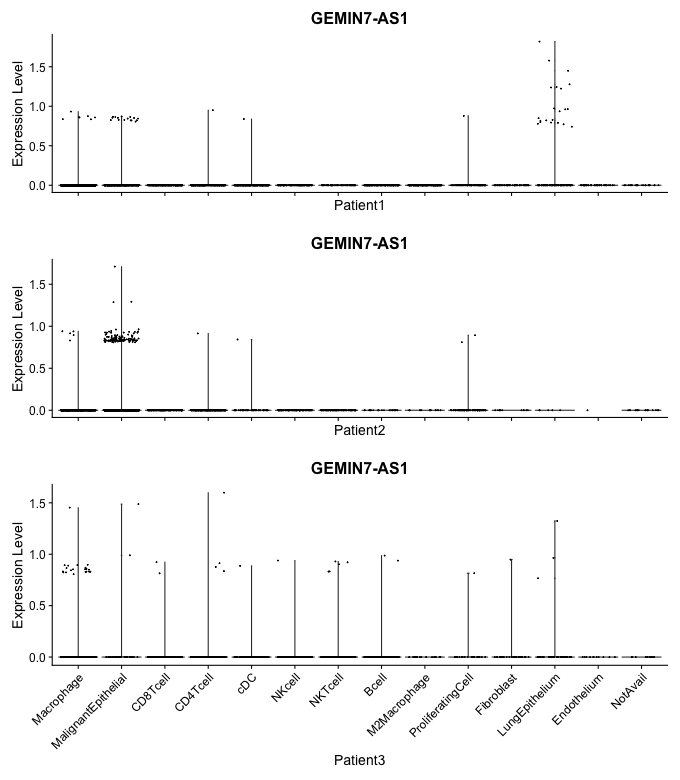 GEMIN7-AS1
Expression Level
1.5
1.0
0.5
0.0
Patient1
GEMIN7-AS1
Expression Level
1.5
1.0
0.5
0.0
Patient2
GEMIN7-AS1
Expression Level
1.5
1.0
0.5
0.0
Macrophage
MalignantEpithelial
CD8Tcell
CD4Tcell
cDC
NKcell
NKTcell
Bcell
M2Macrophage
ProliferatingCell
Fibroblast
LungEpithelium
Endothelium
NotAvail
Patient3